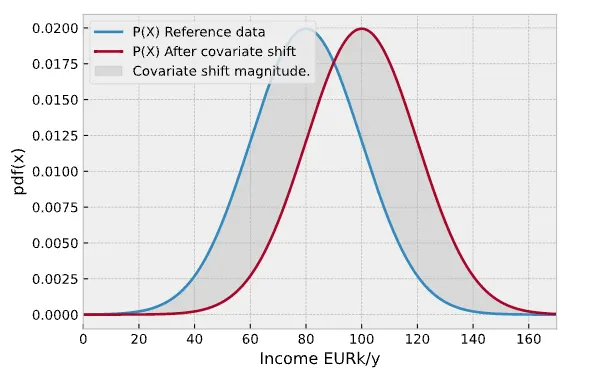 P(X) Reference data
P(X) After covariate shift
Covariate shift magnitude.
pdf(x)
0.0200
0.0175
0.0150
0.0125
0.0100
0.0075
0.0050
0.0025
0.0000
0 20 40 60 80 100 120 140 160
Income EURk/y